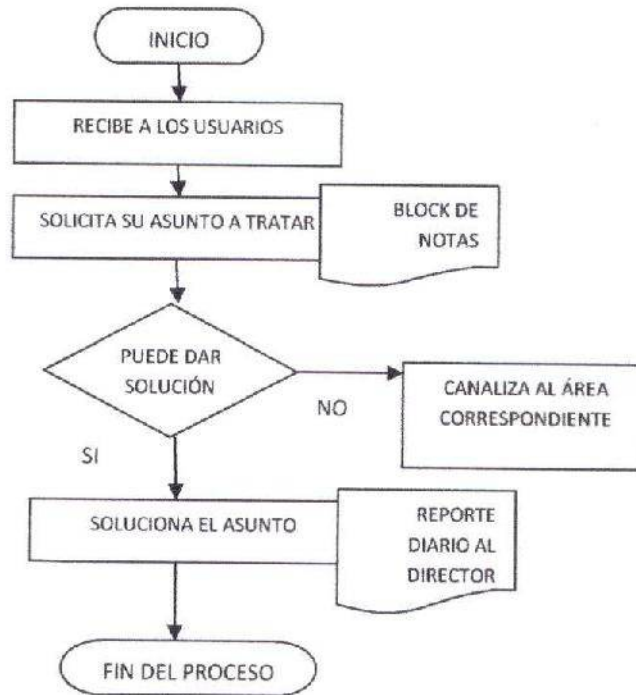 INICIO
RECIBE A LOS USUARIOS
SOLICITA SU ASUNTO A TRATAR
BLOCK DE
NOTAS
PUEDE DAR
SOLUCIÓN
NO
CANALIZA AL ÁREA
CORRESPONDIENTE
SI
SOLUCIONA EL ASUNTO
REPORTE
DIARIO AL
DIRECTOR
FIN DEL PROCESO